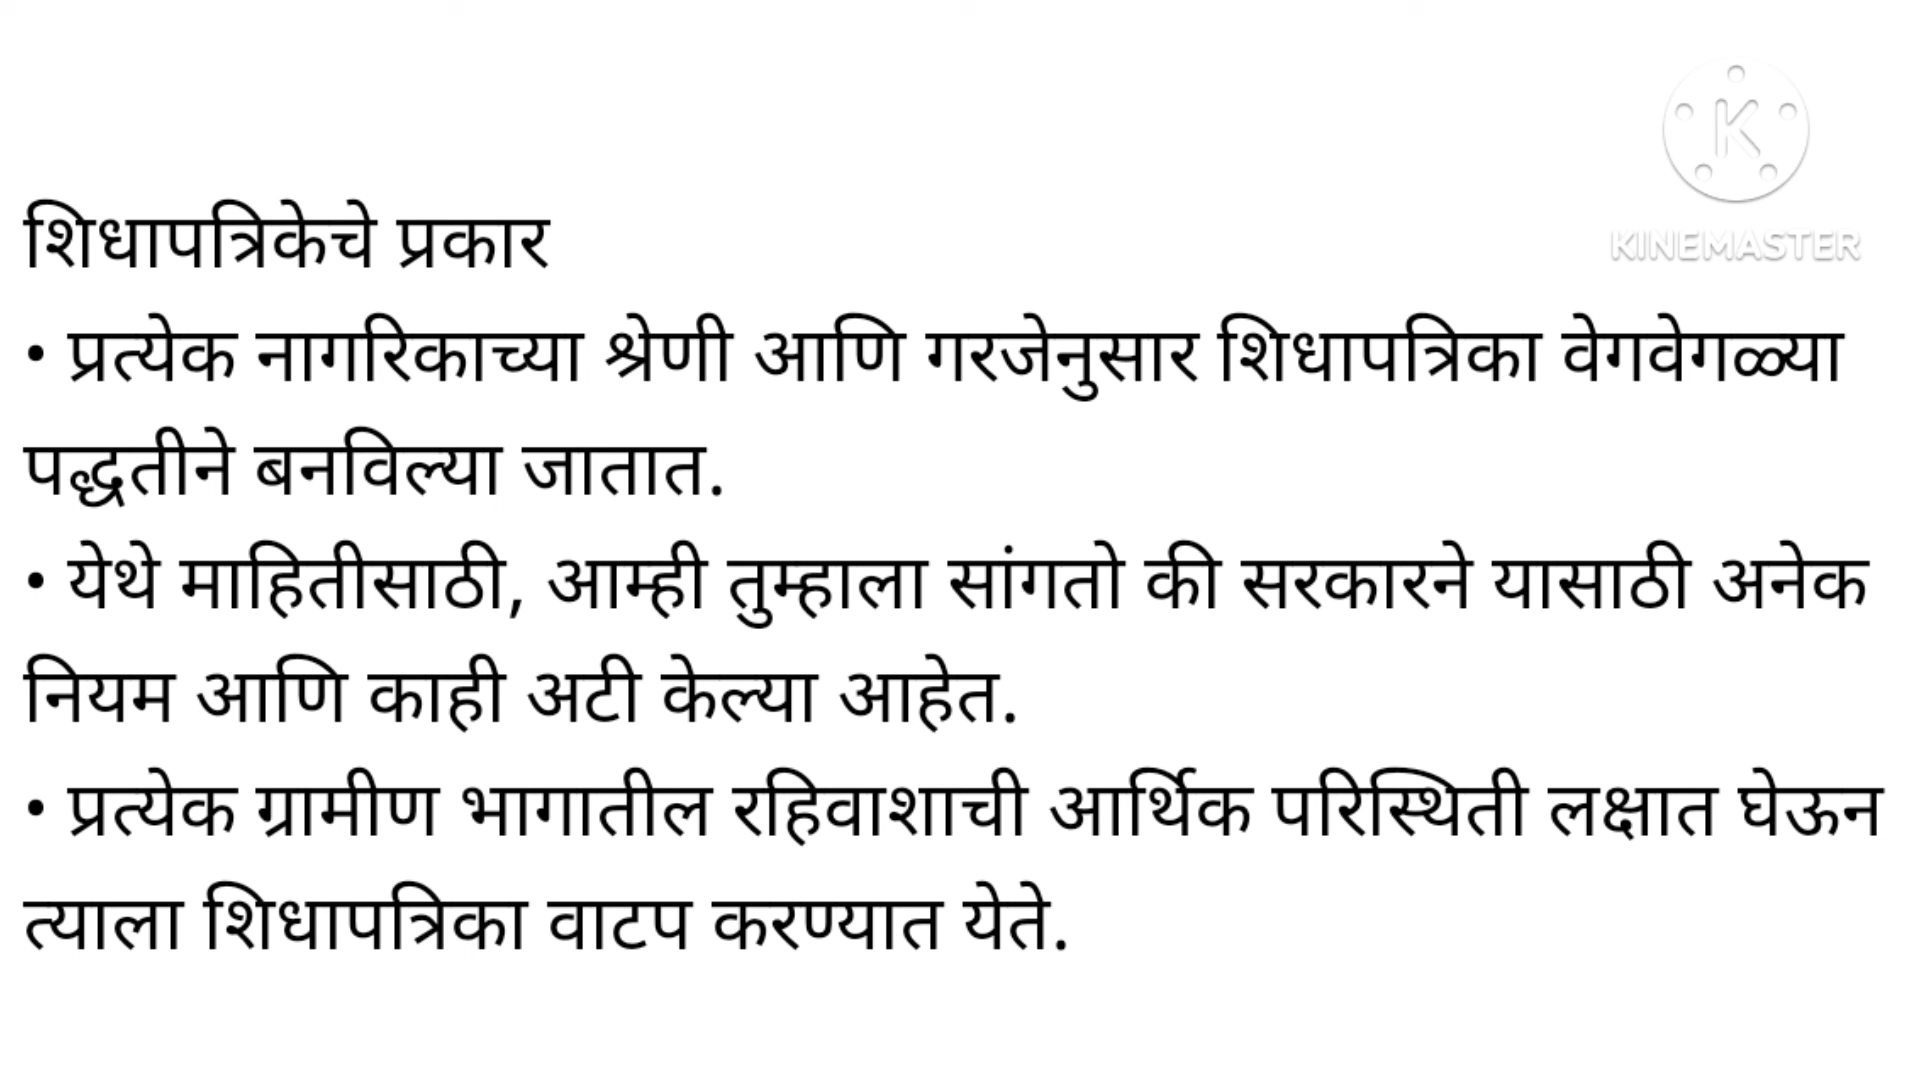 K
KINEMASTER
शिधापत्रिकेचे प्रकार
• प्रत्येक नागरिकाच्या श्रेणी आणि गरजेनुसार शिधापत्रिका वेगवेगळ्या
पद्धतीने बनविल्या जातात.
• येथे माहितीसाठी, आम्ही तुम्हाला सांगतो की सरकारने यासाठी अनेक
नियम आणि काही अटी केल्या आहेत.
• प्रत्येक ग्रामीण भागातील रहिवाशाची आर्थिक परिस्थिती लक्षात घेऊन
त्याला शिधापत्रिका वाटप करण्यात येते.